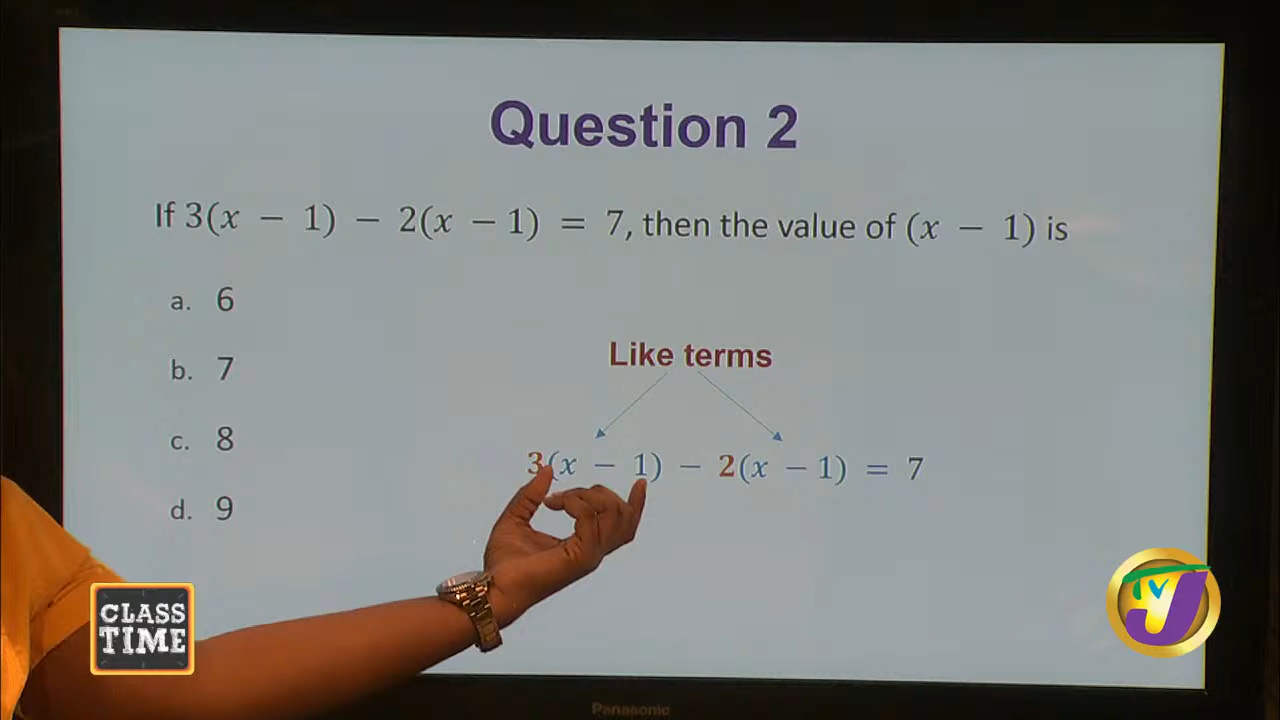 Question 2
If 3(x − 1) − 2(x − 1) = 7, then the value of (x − 1) is
a. 6
b. 7
c. 8
d. 9
Like terms
3(x − 1) − 2(x − 1) = 7
CLASS
TIME
TVJ
Panasonic